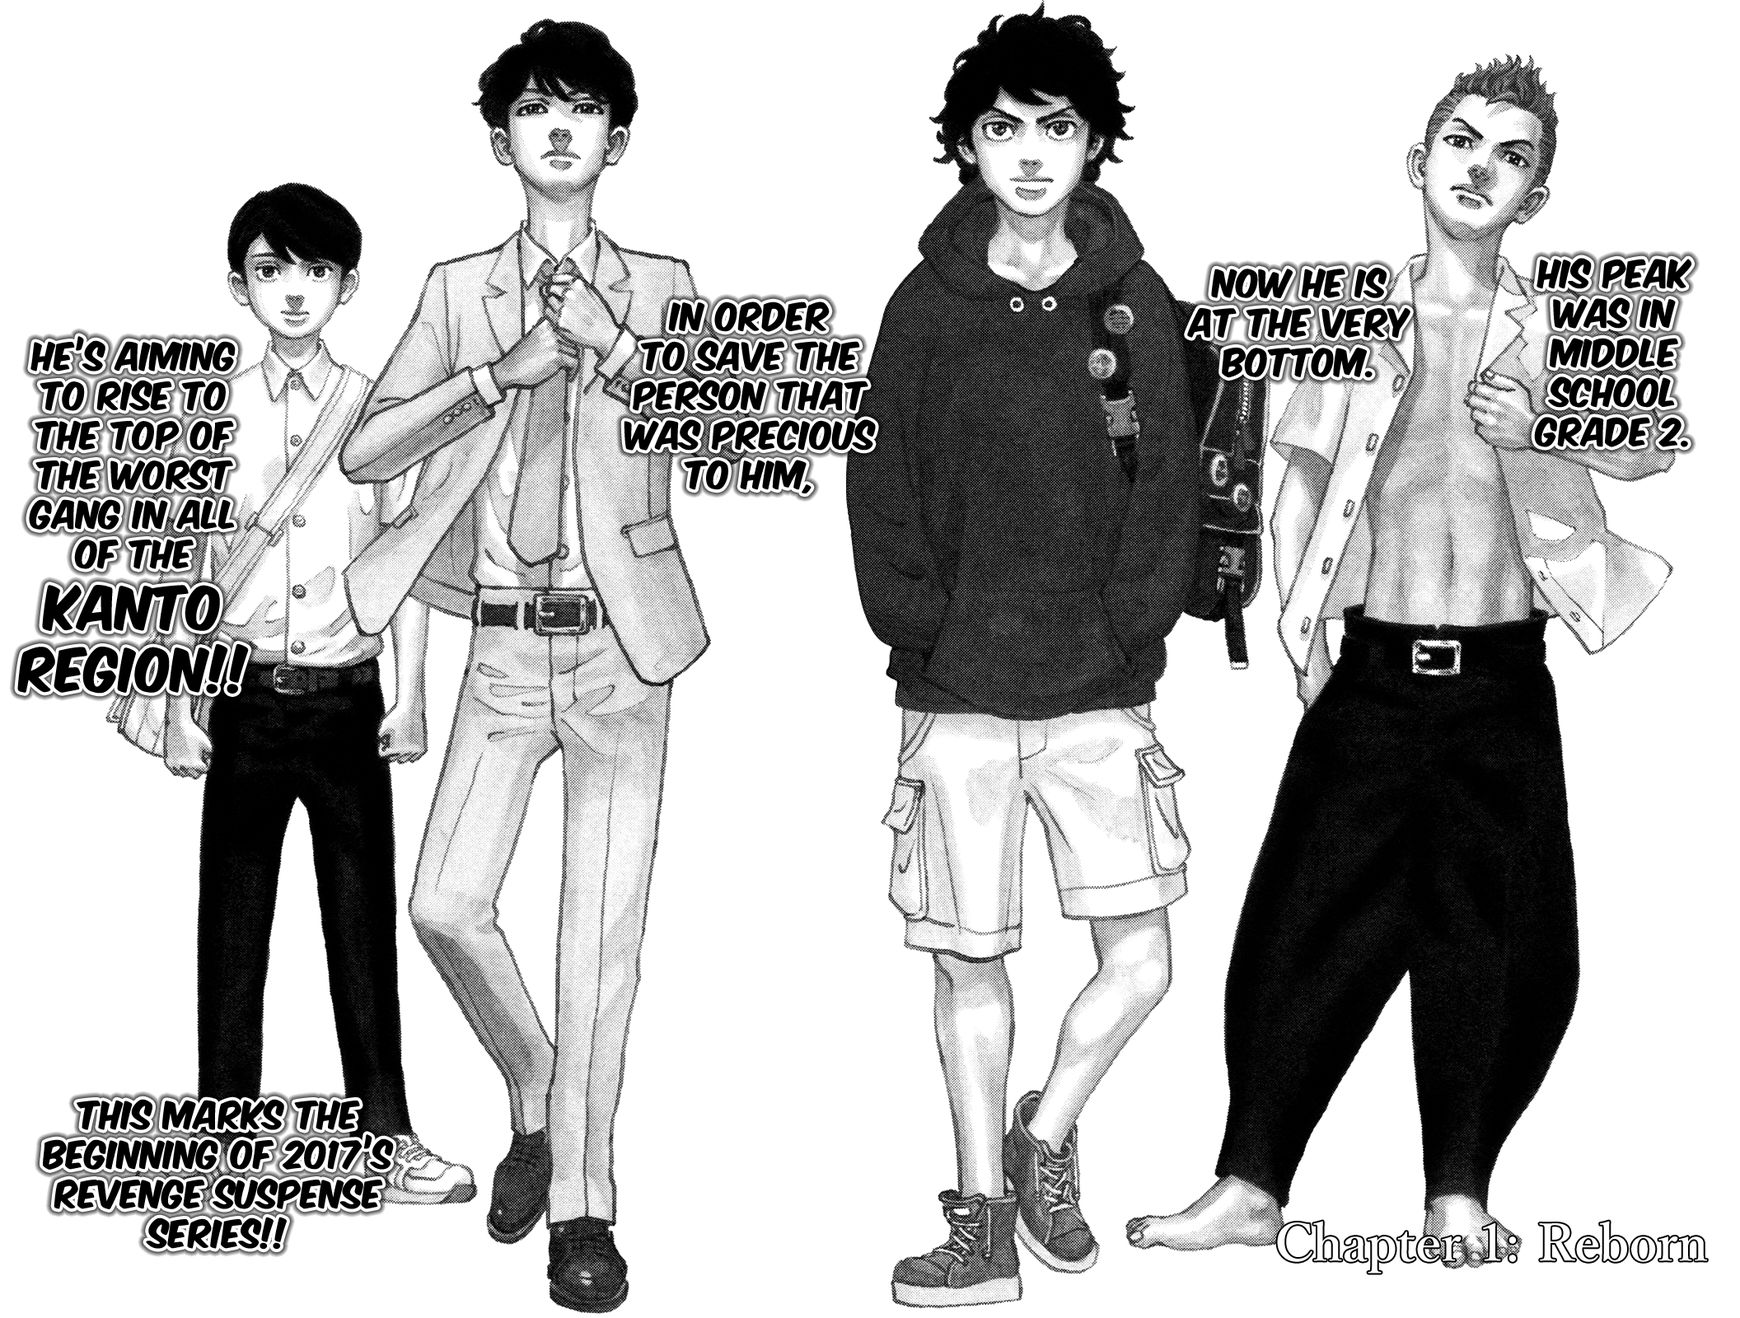 HIS PEAK
WAS IN
MIDDLE
SCHOOL
GRADE 2.
NOW HE IS
AT THE VERY
BOTTOM.
IN ORDER
TO SAVE THE
PERSON THAT
WAS PRECIOUS
TO HIM,
HE'S AIMING
TO RISE TO
THE TOP OF
THE WORST
GANG IN ALL
OF THE
KANTO
REGION!!
THIS MARKS THE
BEGINNING OF 2017'S
REVENGE SUSPENSE
SERIES!!
Chapter 1: Reborn